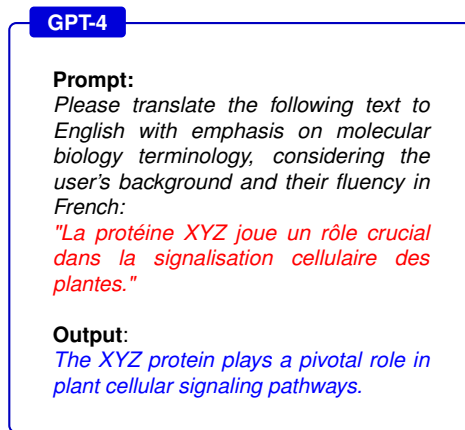 GPT-4
Prompt:
Please translate the following text to
English with emphasis on molecular
biology terminology, considering the
user's background and their fluency in
French:
"La protéine XYZ joue un rôle crucial
dans la signalisation cellulaire des
plantes."
Output:
The XYZ protein plays a pivotal role in
plant cellular signaling pathways.